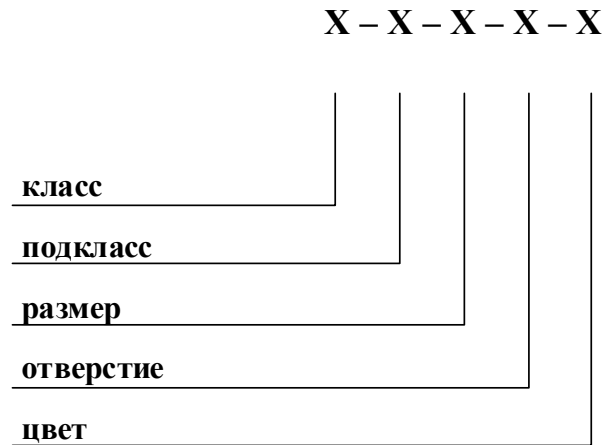 Х – Х – Х – Х – Х
класс
подкласс
размер
отверстие
цвет